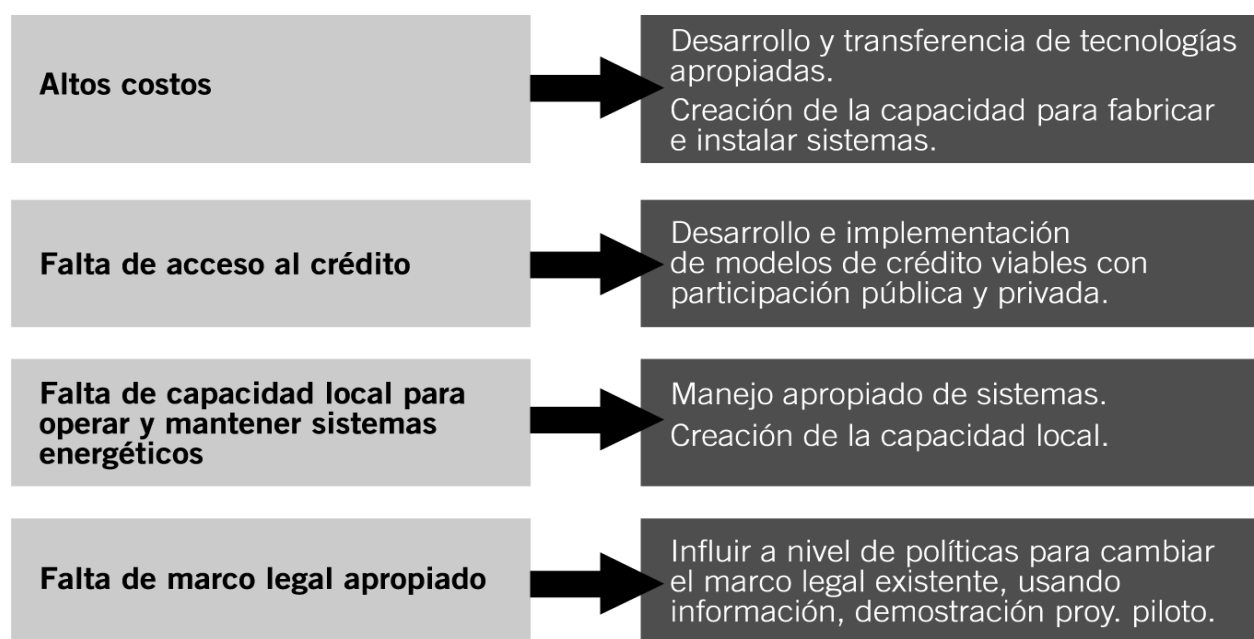 Altos costos
Desarrollo y transferencia de tecnologías
apropiadas.
Creación de la capacidad para fabricar
e instalar sistemas.
Falta de acceso al crédito
Desarrollo e implementación
de modelos de crédito viables con
participación pública y privada.
Falta de capacidad local para
operar y mantener sistemas
energéticos
Manejo apropiado de sistemas.
Creación de la capacidad local.
Falta de marco legal apropiado
Influir a nivel de políticas para cambiar
el marco legal existente, usando
información, demostración proy. piloto.